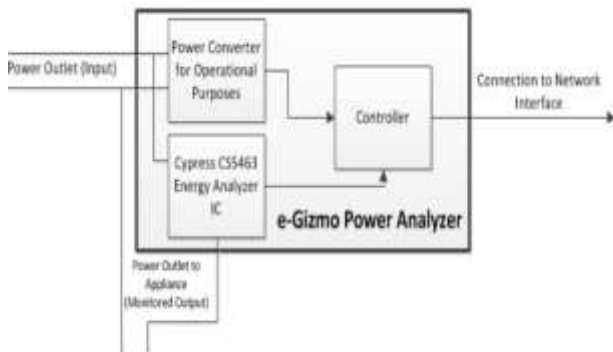 Power Outlet (Input)
Power Converter
for Operational
Purposes
Controller
Connection to Network
Interface
Cypress CS5463
Energy Analyzer
IC
e-Gizmo Power Analyzer
Power Outlet to
Appliance
(Monitored Output)